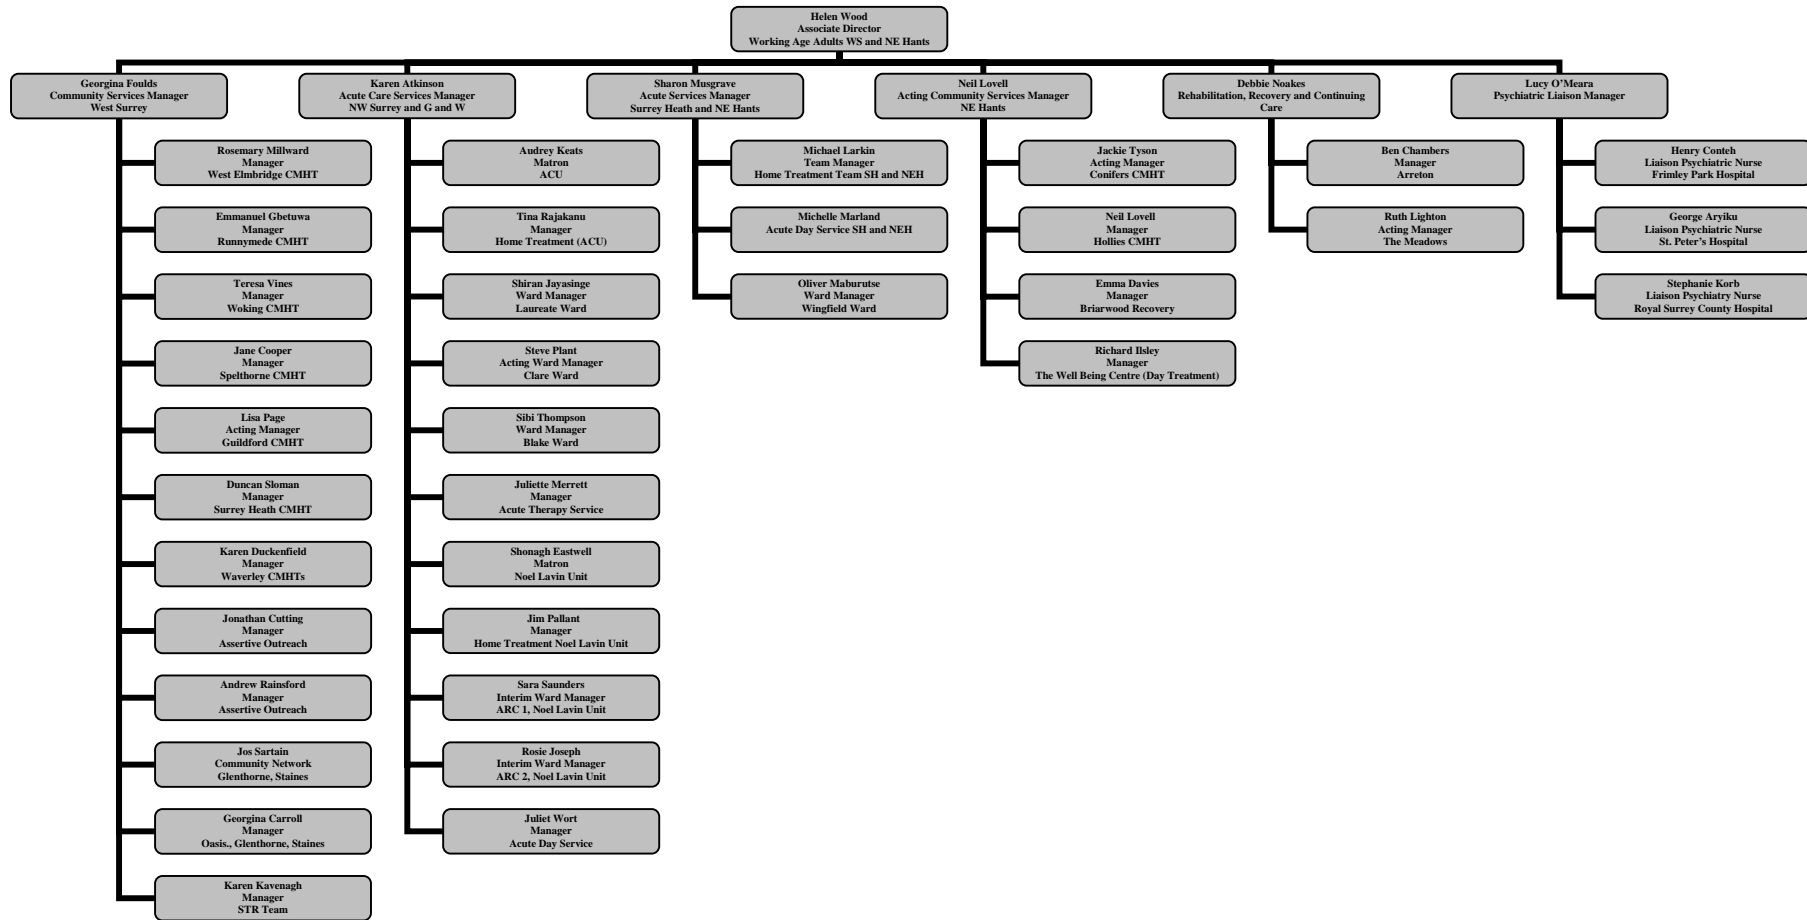 Helen Wood
Associate Director
Working Age Adults WS and NE Hants
Georgina Foulds
Community Services Manager
West Surrey
Karen Atkinson
Acute Care Services Manager
NW Surrey and G and W
Sharon Musgrave
Acute Services Manager
Surrey Heath and NE Hants
Neil Lovell
Acting Community Services Manager
NE Hants
Debbie Noakes
Rehabilitation, Recovery and Continuing
Care
Lucy O’Meara
Psychiatric Liaison Manager
Rosemary Millward
Manager
West Elmbridge CMHT
Emmanuel Gbetuwa
Manager
Runnymede CMHT
Teresa Vines
Manager
Woking CMHT
Jane Cooper
Manager
Spelthorne CMHT
Lisa Page
Acting Manager
Guildford CMHT
Duncan Sloman
Manager
Surrey Heath CMHT
Karen Duckenfield
Manager
Waverley CMHTs
Jonathan Cutting
Manager
Assertive Outreach
Andrew Rainsford
Manager
Assertive Outreach
Jos Sartain
Community Network
Glenthorne, Staines
Georgina Carroll
Manager
Oasis., Glenthorne, Staines
Karen Kavenagh
Manager
STR Team
Audrey Keats
Matron
ACU
Tina Rajakanu
Manager
Home Treatment (ACU)
Shiran Jayasinge
Ward Manager
Laureate Ward
Steve Plant
Acting Ward Manager
Clare Ward
Sibi Thompson
Ward Manager
Blake Ward
Juliette Merrett
Manager
Acute Therapy Service
Shonagh Eastwell
Matron
Noel Lavin Unit
Jim Pallant
Manager
Home Treatment Noel Lavin Unit
Sara Saunders
Interim Ward Manager
ARC 1, Noel Lavin Unit
Rosie Joseph
Interim Ward Manager
ARC 2, Noel Lavin Unit
Juliet Wort
Manager
Acute Day Service
Michael Larkin
Team Manager
Home Treatment Team SH and NEH
Michelle Marland
Acute Day Service SH and NEH
Oliver Maburutse
Ward Manager
Wingfield Ward
Jackie Tyson
Acting Manager
Conifers CMHT
Neil Lovell
Manager
Hollies CMHT
Emma Davies
Manager
Briarwood Recovery
Richard Ilsley
Manager
The Well Being Centre (Day Treatment)
Ben Chambers
Manager
Arreton
Ruth Lighton
Acting Manager
The Meadows
Henry Conteh
Liaison Psychiatric Nurse
Frimley Park Hospital
George Aryiku
Liaison Psychiatric Nurse
St. Peter’s Hospital
Stephanie Korb
Liaison Psychiatry Nurse
Royal Surrey County Hospital